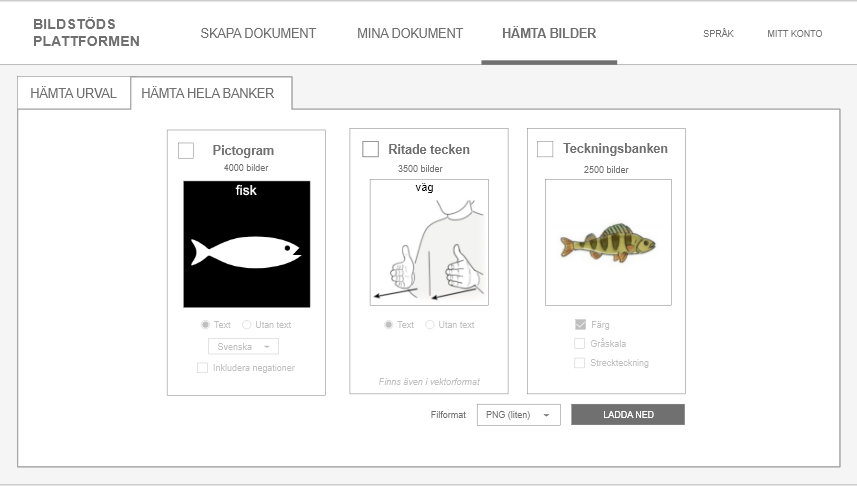 BILDSTÖDS
PLATTFORMEN
SKAPA DOKUMENT
MINA DOKUMENT
HÄMTA BILDER
SPRÅK
MITT KONTO
HÄMTA URVAL
HÄMTA HELA BANKER
Pictogram
4000 bilder
fisk
Text
Utan text
Svenska
Inkludera negationer
Ritade tecken
3500 bilder
väg
Text
Utan text
Finns även i vektorformat
Teckningsbanken
2500 bilder
Färg
Gråskala
Streckteckning
Filformat
PNG (liten)
LADDA NED